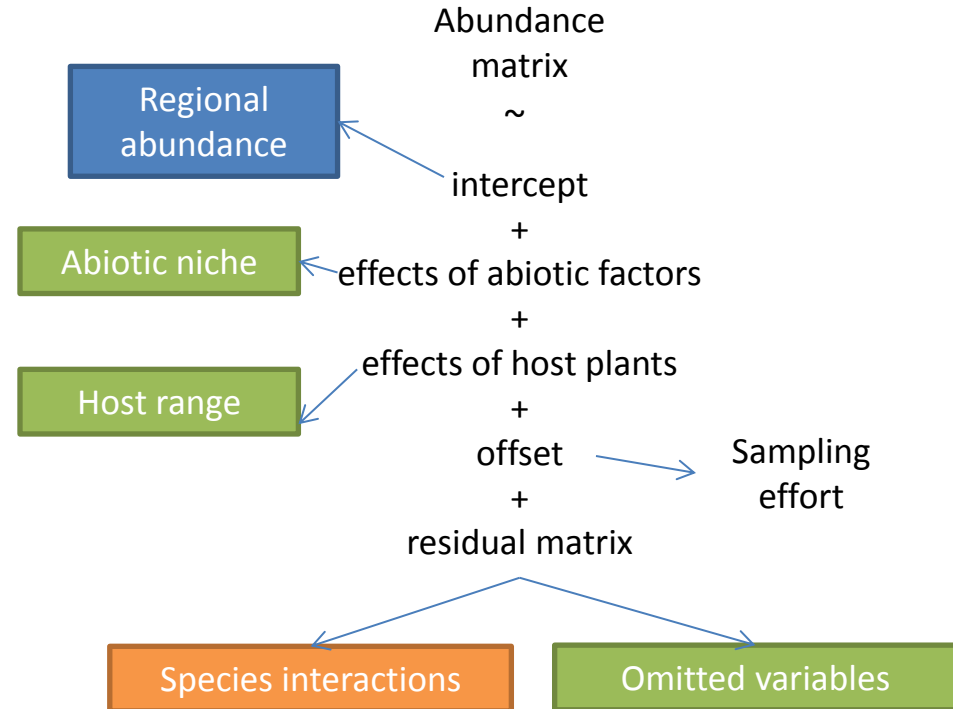 Abundance
matrix
~
Regional
abundance
intercept
+
Abiotic niche
effects of abiotic factors
+
effects of host plants
Host range
+
offset
Sampling
effort
+
residual matrix
Species interactions
Omitted variables